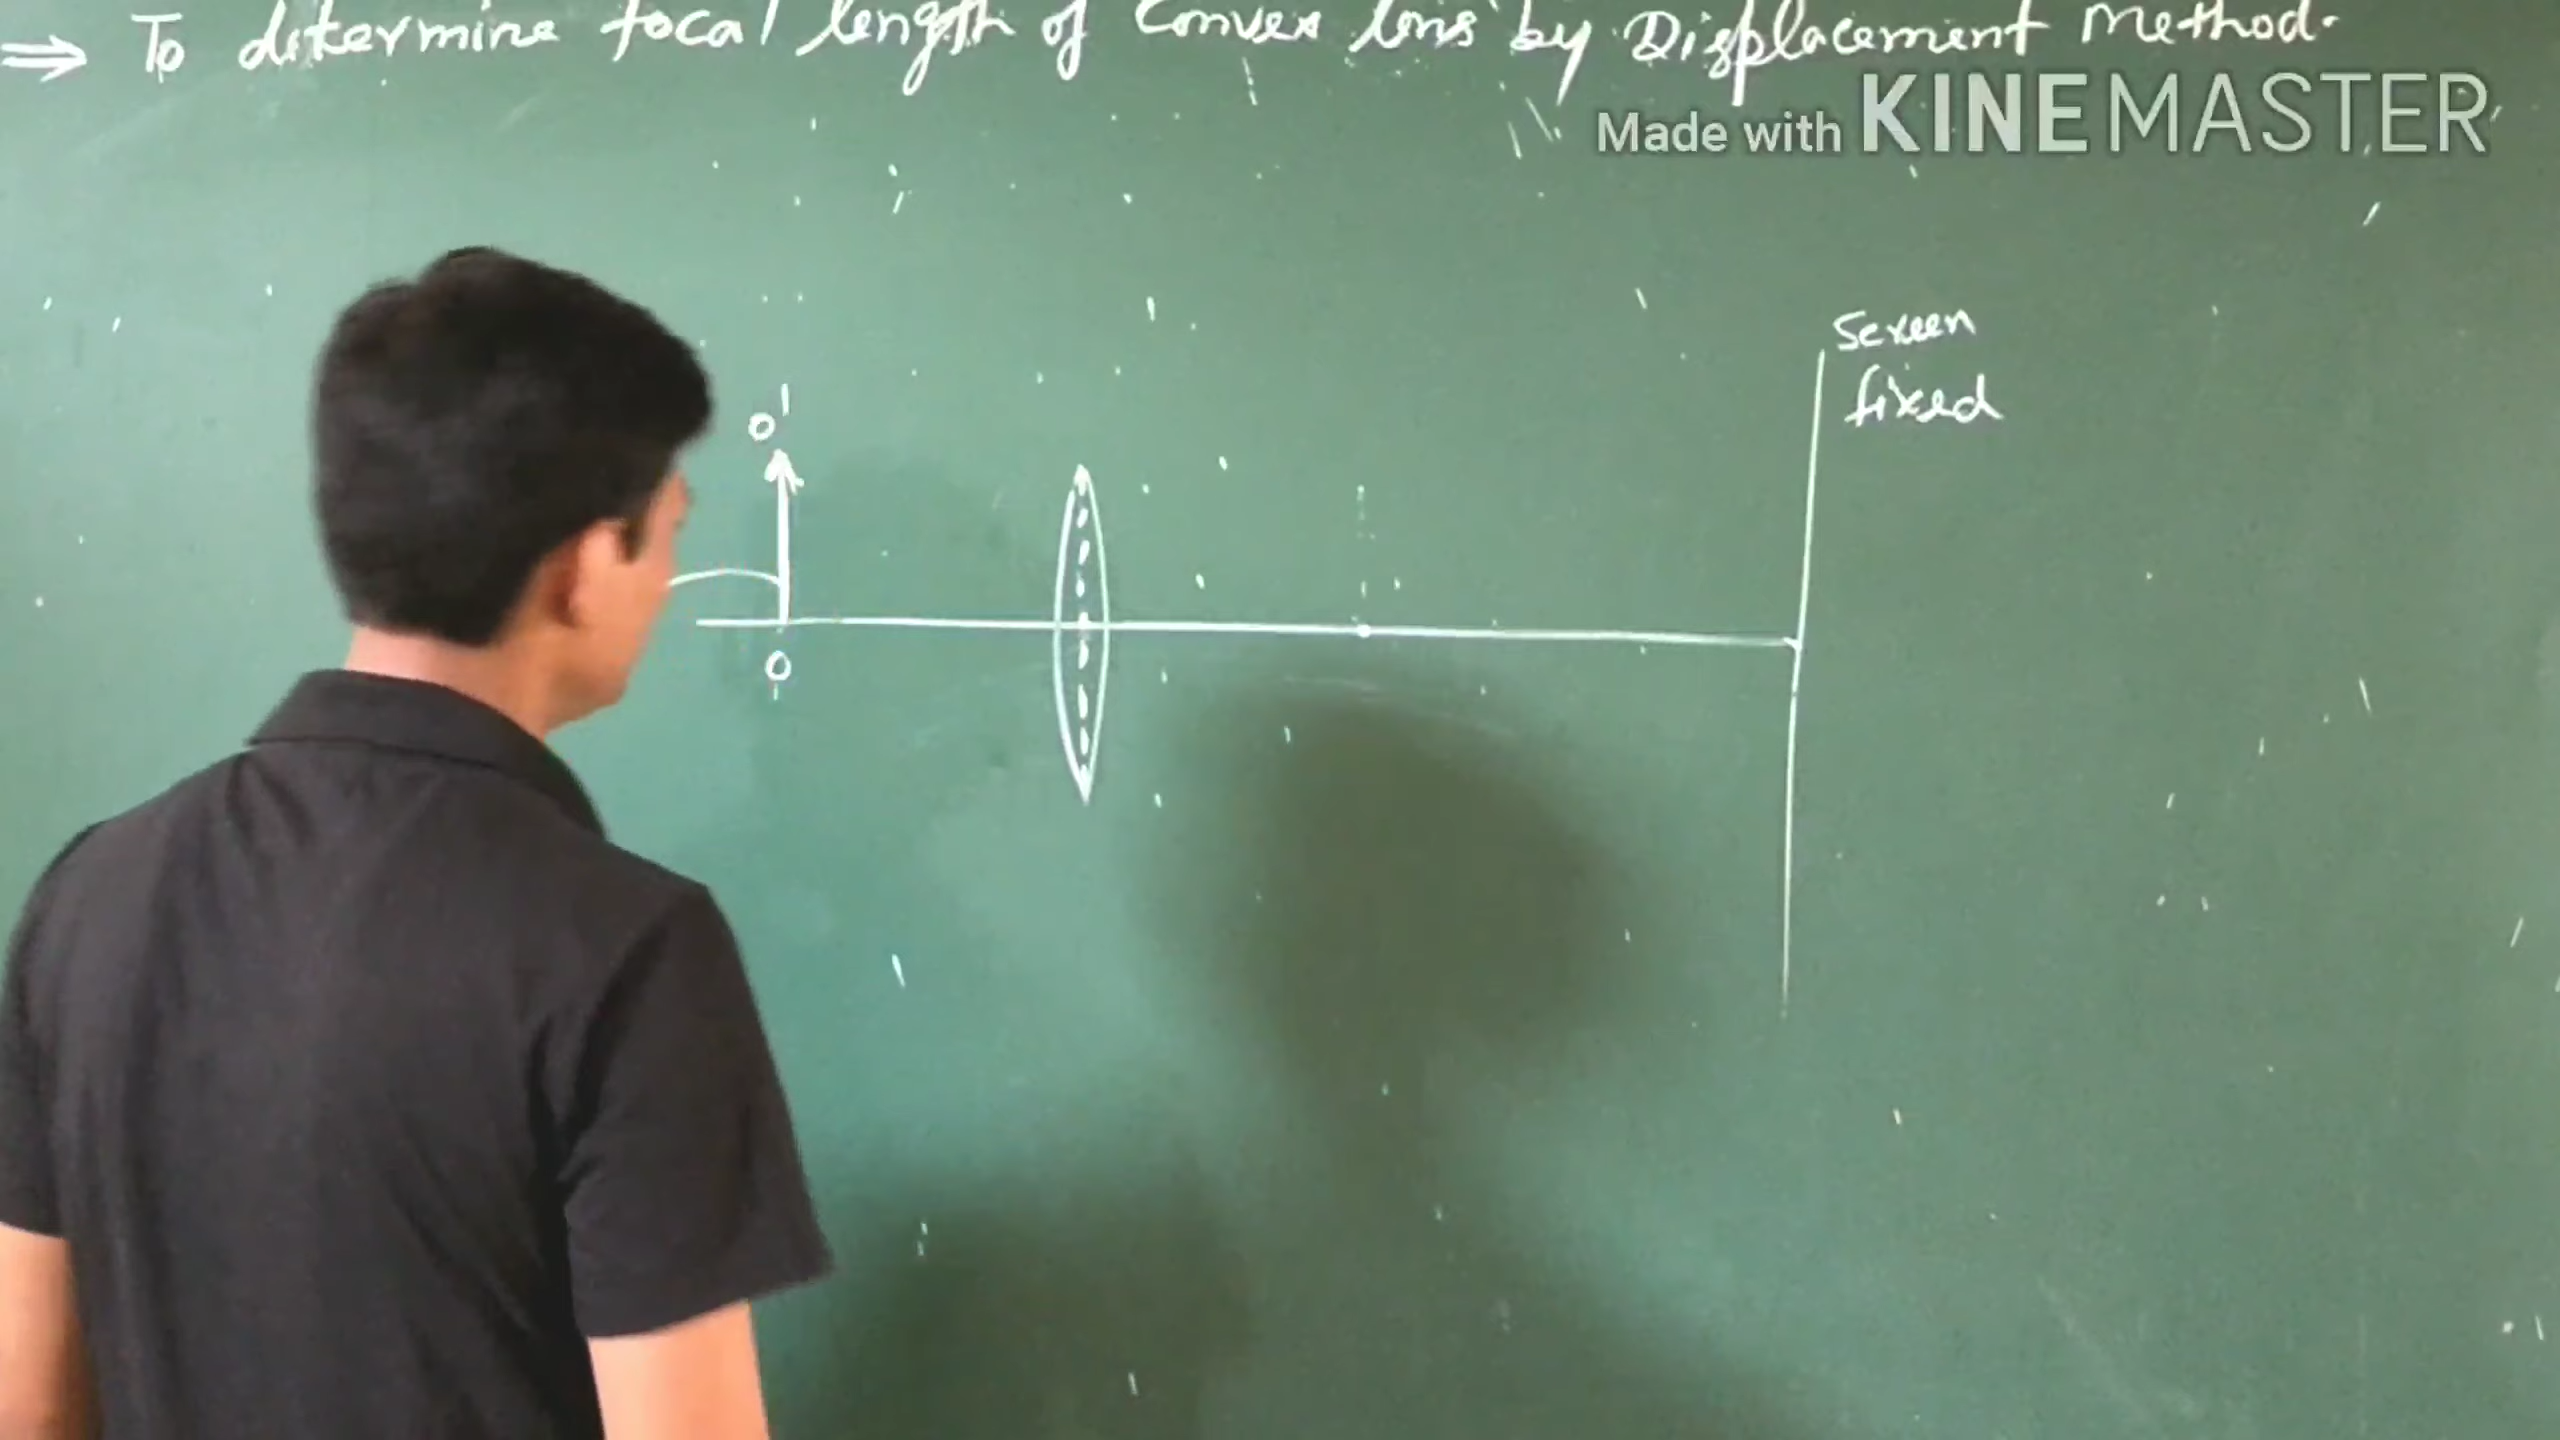 ⇒ To determine focal length of Convex lens by Displacement Method.
Made with KINEMASTER
Screen
fixed
O'
O